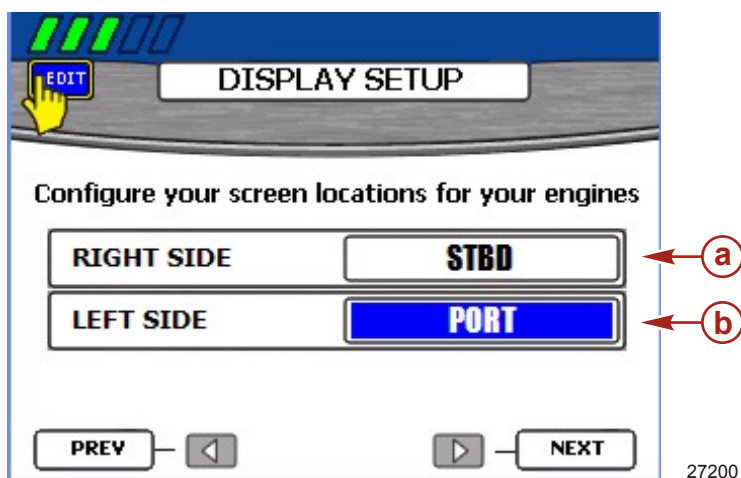 EDIT
DISPLAY SETUP
Configure your screen locations for your engines
RIGHT SIDE STBD a
LEFT SIDE PORT b
PREV NEXT
27200